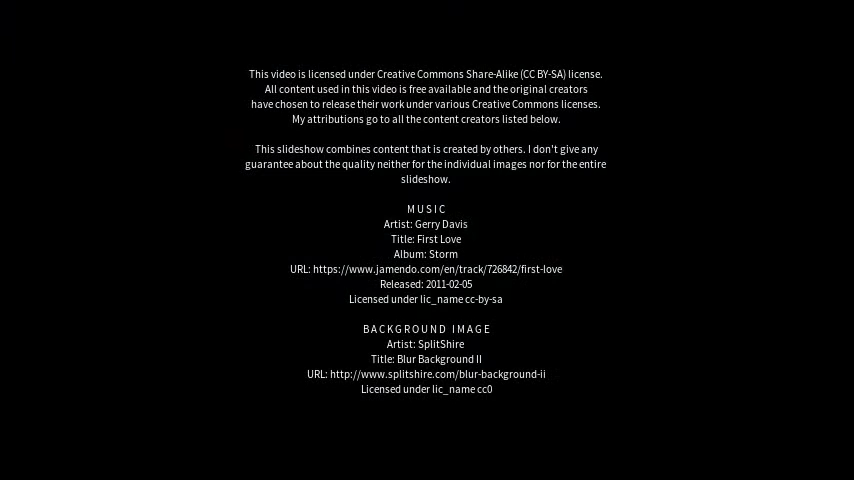 This video is licensed under Creative Commons Share-Alike (CC BY-SA) license.
All content used in this video is free available and the original creators
have chosen to release their work under various Creative Commons licenses.
My attributions go to all the content creators listed below.
This slideshow combines content that is created by others. I don't give any
guarantee about the quality neither for the individual images nor for the entire
slideshow.
MUSIC
Artist: Gerry Davis
Title: First Love
Album: Storm
URL: https://www.jamendo.com/en/track/726842/first-love
Released: 2011-02-05
Licensed under lic_name cc-by-sa
BACKGROUND IMAGE
Artist: SplitShire
Title: Blur Background II
URL: http://www.splitshire.com/blur-background-ii
Licensed under lic_name cc0